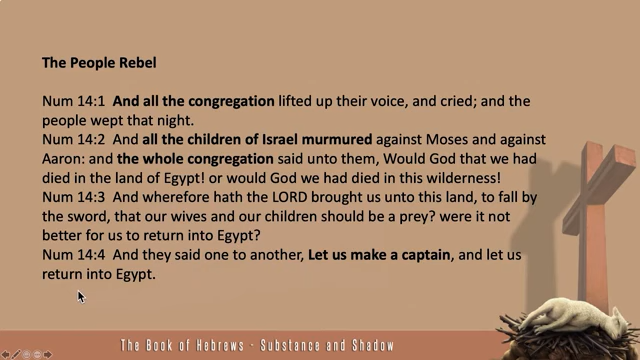 The People Rebel
Num 14:1  And all the congregation lifted up their voice, and cried; and the
people wept that night.
Num 14:2  And all the children of Israel murmured against Moses and against
Aaron: and the whole congregation said unto them, Would God that we had
died in the land of Egypt! or would God we had died in this wilderness!
Num 14:3  And wherefore hath the LORD brought us unto this land, to fall by
the sword, that our wives and our children should be a prey? were it not
better for us to return into Egypt?
Num 14:4  And they said one to another, Let us make a captain, and let us
return into Egypt.
The Book of Hebrews - Substance and Shadow